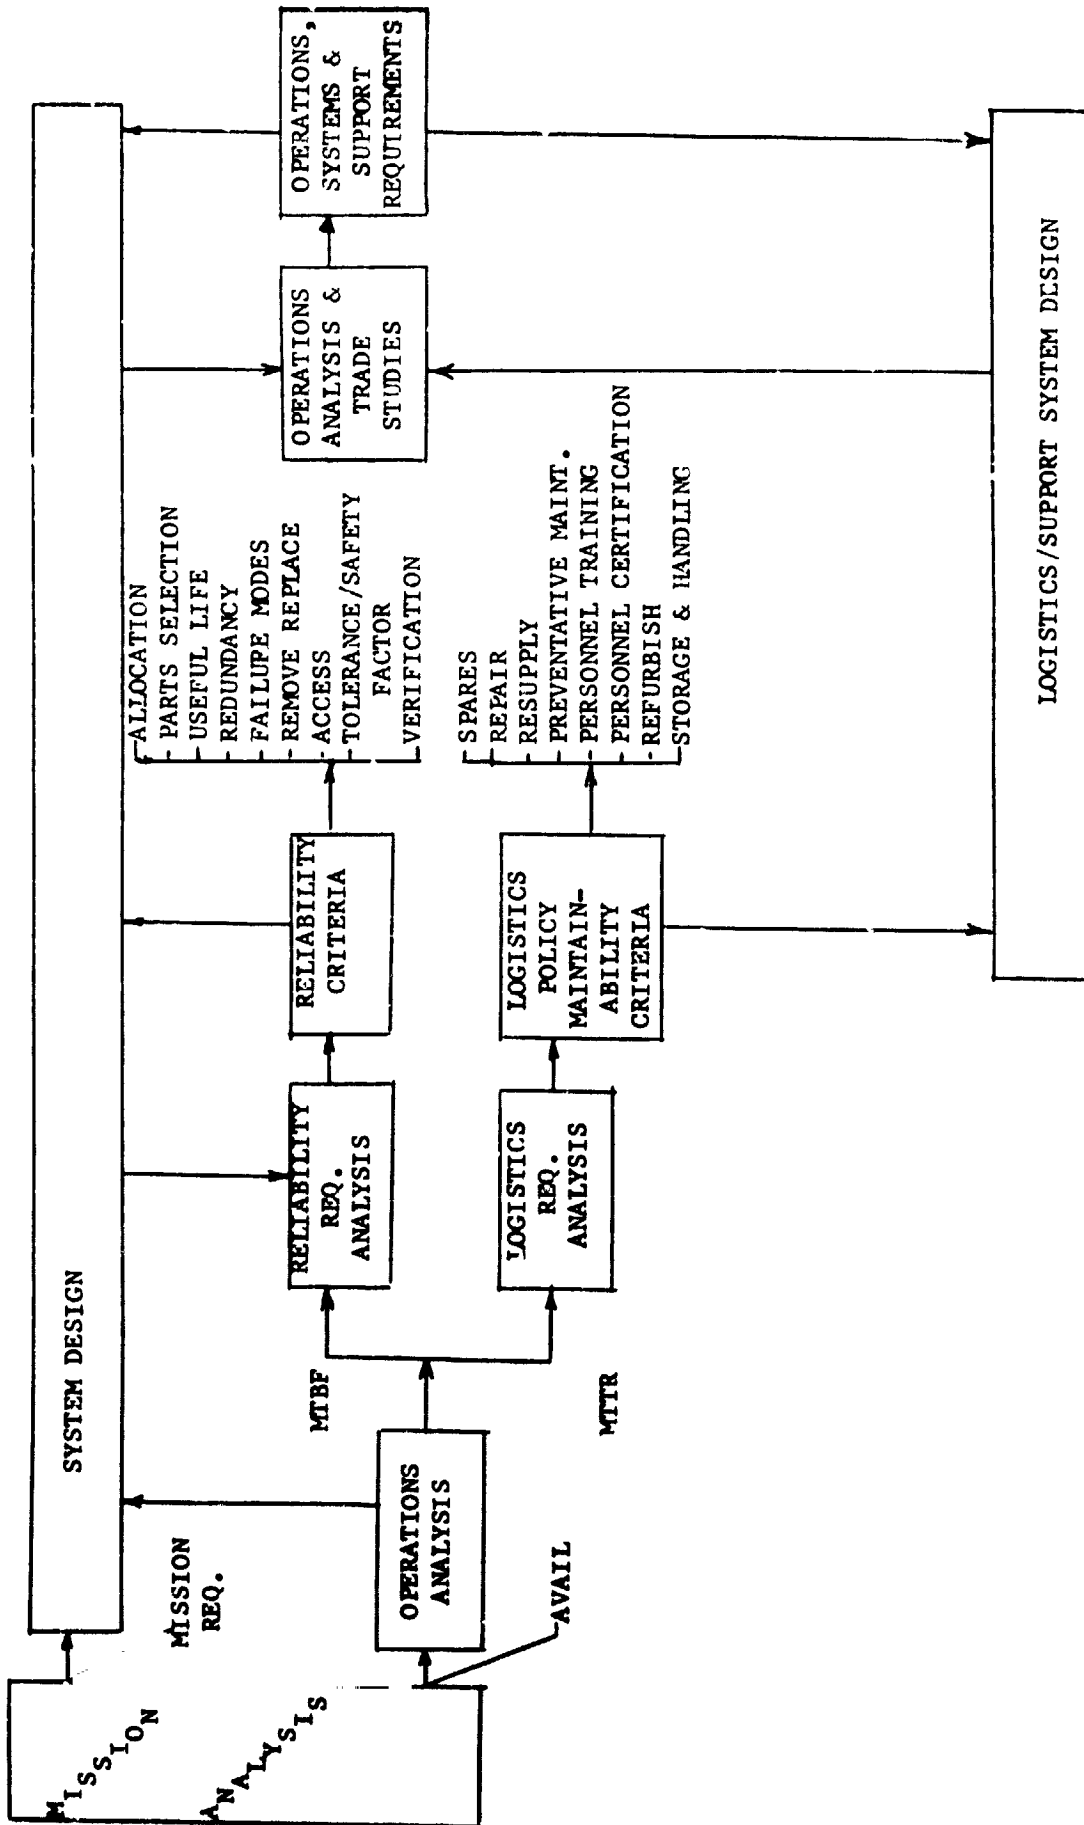 MISSION
ANALYSIS
MISSION
REQ.
AVAIL
SYSTEM DESIGN
OPERATIONS
ANALYSIS
MTBF
MTTR
RELIABILITY
REQ.
ANALYSIS
LOGISTICS
REQ.
ANALYSIS
RELIABILITY
CRITERIA
LOGISTICS
POLICY
MAINTAIN-
ABILITY
CRITERIA
ALLOCATION
PARTS SELECTION
USEFUL LIFE
REDUNDANCY
FAILUPE MODES
REMOVE REPLACE
ACCESS
TOLERANCE/SAFETY
FACTOR
VERIFICATION
SPARES
REPAIR
RESUPPLY
PREVENTATIVE MAINT.
PERSONNEL TRAINING
PERSONNEL CERTIFICATION
REFURBISH
STORAGE & HANDLING
OPERATIONS
ANALYSIS &
TRADE
STUDIES
OPERATIONS,
SYSTEMS &
SUPPORT
REQUIREMENTS
LOGISTICS/SUPPORT SYSTEM DESIGN